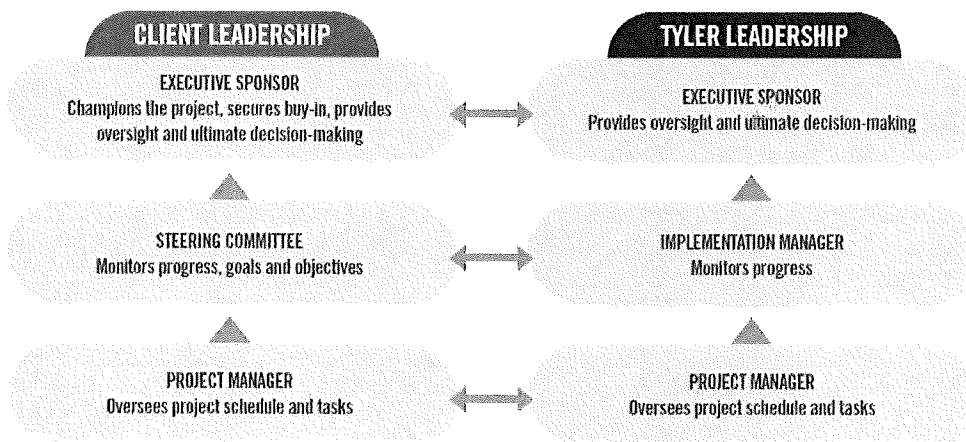 CLIENT LEADERSHIP
EXECUTIVE SPONSOR
Champions the project, secures buy-in, provides
oversight and ultimate decision-making
STEERING COMMITTEE
Monitors progress, goals and objectives
PROJECT MANAGER
Oversees project schedule and tasks
TYLER LEADERSHIP
EXECUTIVE SPONSOR
Provides oversight and ultimate decision-making
IMPLEMENTATION MANAGER
Monitors progress
PROJECT MANAGER
Oversees project schedule and tasks